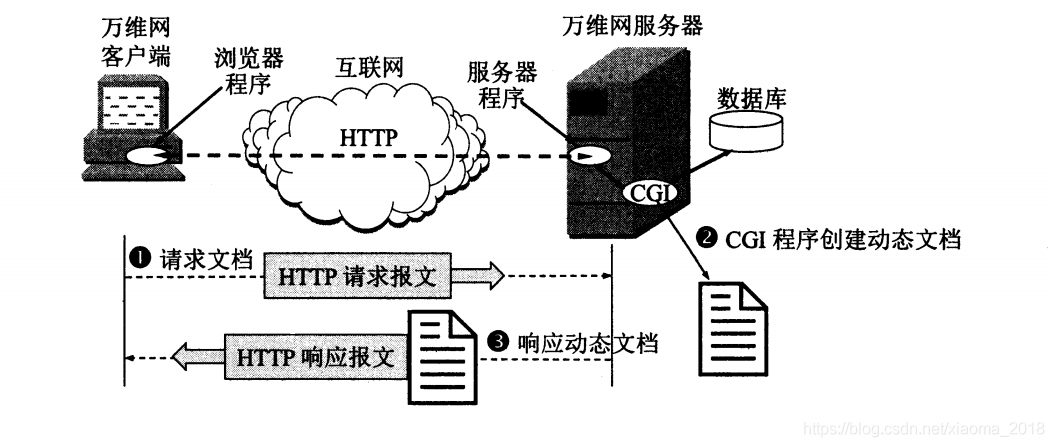 万维网
客户端
浏览器
程序
互联网
HTTP
服务器
程序
万维网服务器
数据库
CGI
❶ 请求文档
HTTP 请求报文
❷ CGI 程序创建动态文档
❸ 响应动态文档
HTTP 响应报文
https://blog.csdn.net/xiaoma_2018